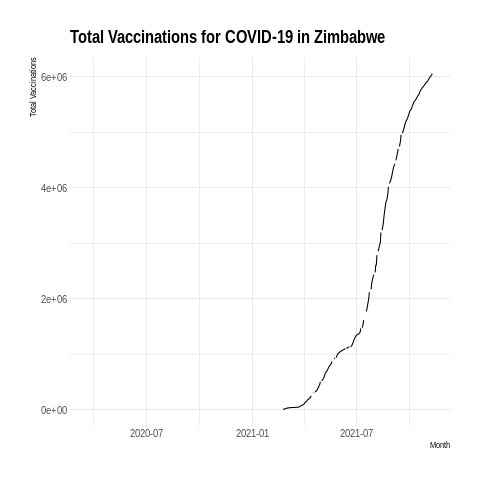 Total Vaccinations for COVID-19 in Zimbabwe
Total Vaccinations
6e+06
4e+06
2e+06
0e+00
2020-07 2021-01 2021-07
Month